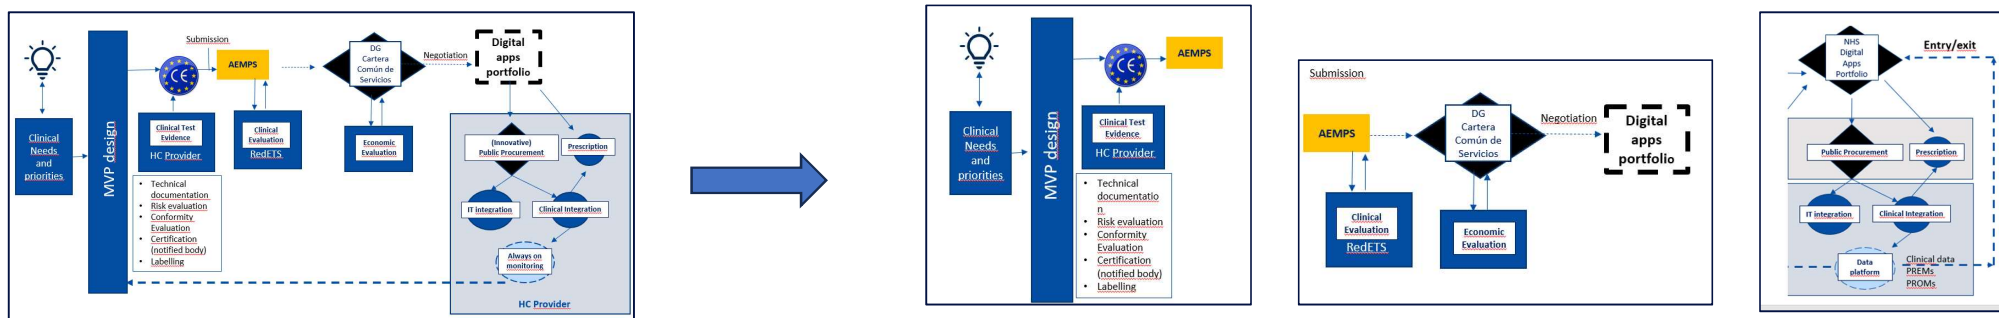 Clinical
Needs
and
priorities
MVP design
Submission
CE
AEMPS
Clinical Test
Evidence
HC Provider
Clinical
Evaluation
RedETS
• Technical
documentation
• Risk evaluation
• Conformity
Evaluation
• Certification
(notified body)
• Labelling
DG
Cartera
Común de
Servicios
Economic
Evaluation
Negotiation
Digital
apps
portfolio
(Innovative)
Public Procurement
Prescription
IT integration
Clinical Integration
Always on
monitoring
HC Provider
Clinical
Needs
and
priorities
MVP design
CE
AEMPS
Clinical Test
Evidence
HC Provider
• Technical
documentatio
n
• Risk evaluation
• Conformity
Evaluation
• Certification
(notified body)
• Labelling
Submission
AEMPS
Clinical
Evaluation
RedETS
DG
Cartera
Común de
Servicios
Economic
Evaluation
Negotiation
Digital
apps
portfolio
NHS
Digital
Apps
Portfolio
Entry/exit
Public Procurement
Prescription
IT integration
Clinical Integration
Data
platform
Clinical data
PREMs
PROMs